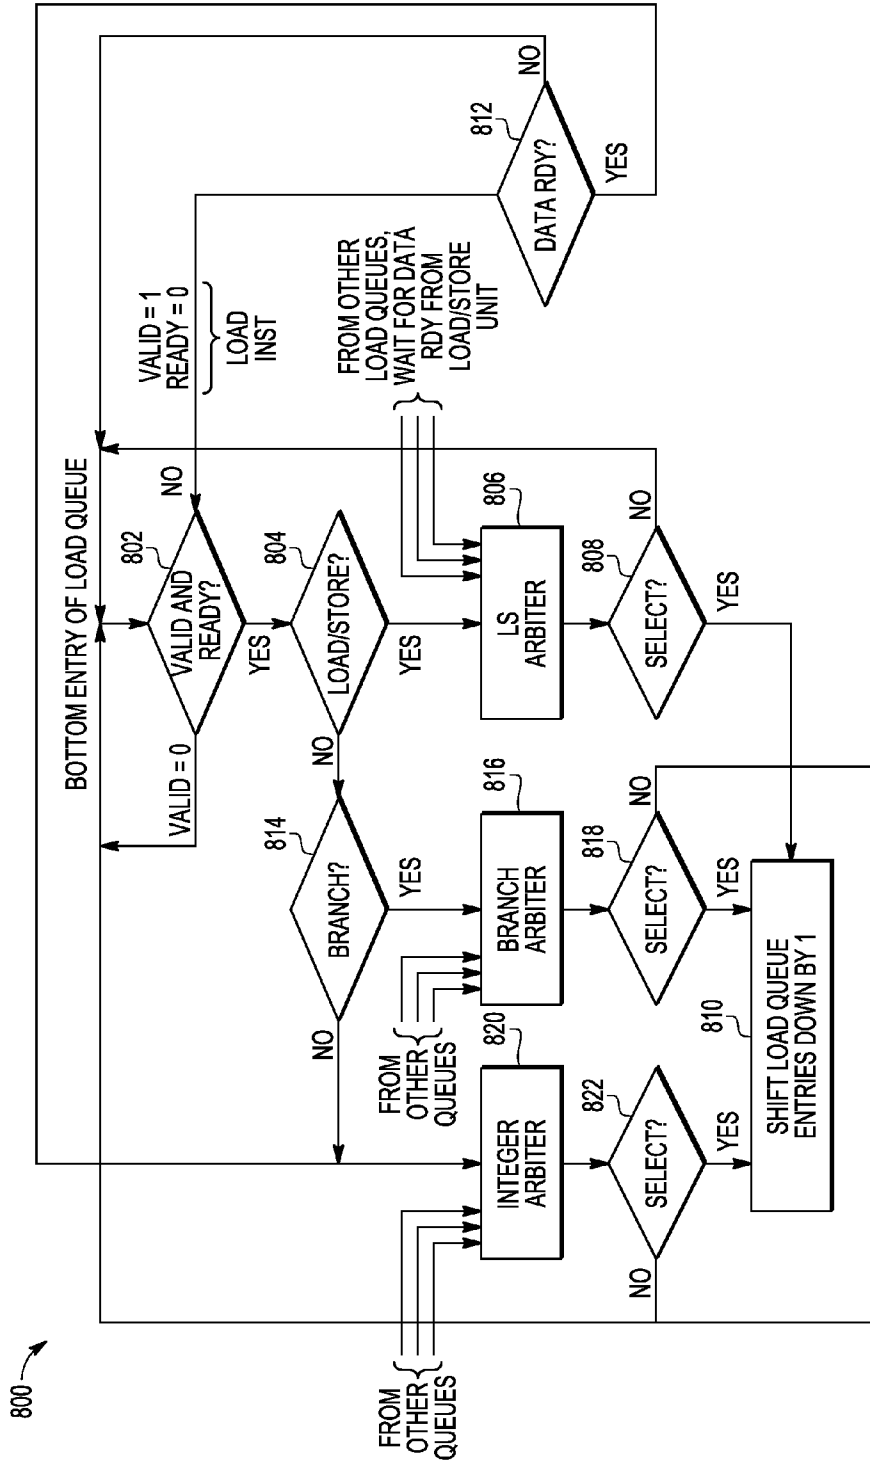 800
BOTTOM ENTRY OF LOAD QUEUE
VALID = 0
802
VALID AND
READY?
NO
YES
VALID = 1
READY = 0
LOAD
INST
804
LOAD/STORE?
NO
YES
814
BRANCH?
NO
YES
FROM OTHER
LOAD QUEUES,
WAIT FOR DATA
RDY FROM
LOAD/STORE
UNIT
812
DATA RDY?
NO
YES
FROM
OTHER
QUEUES
FROM
OTHER
QUEUES
820
INTEGER
ARBITER
816
BRANCH
ARBITER
806
LS
ARBITER
822
SELECT?
NO
YES
818
SELECT?
NO
YES
808
SELECT?
NO
YES
810
SHIFT LOAD QUEUE
ENTRIES DOWN BY 1